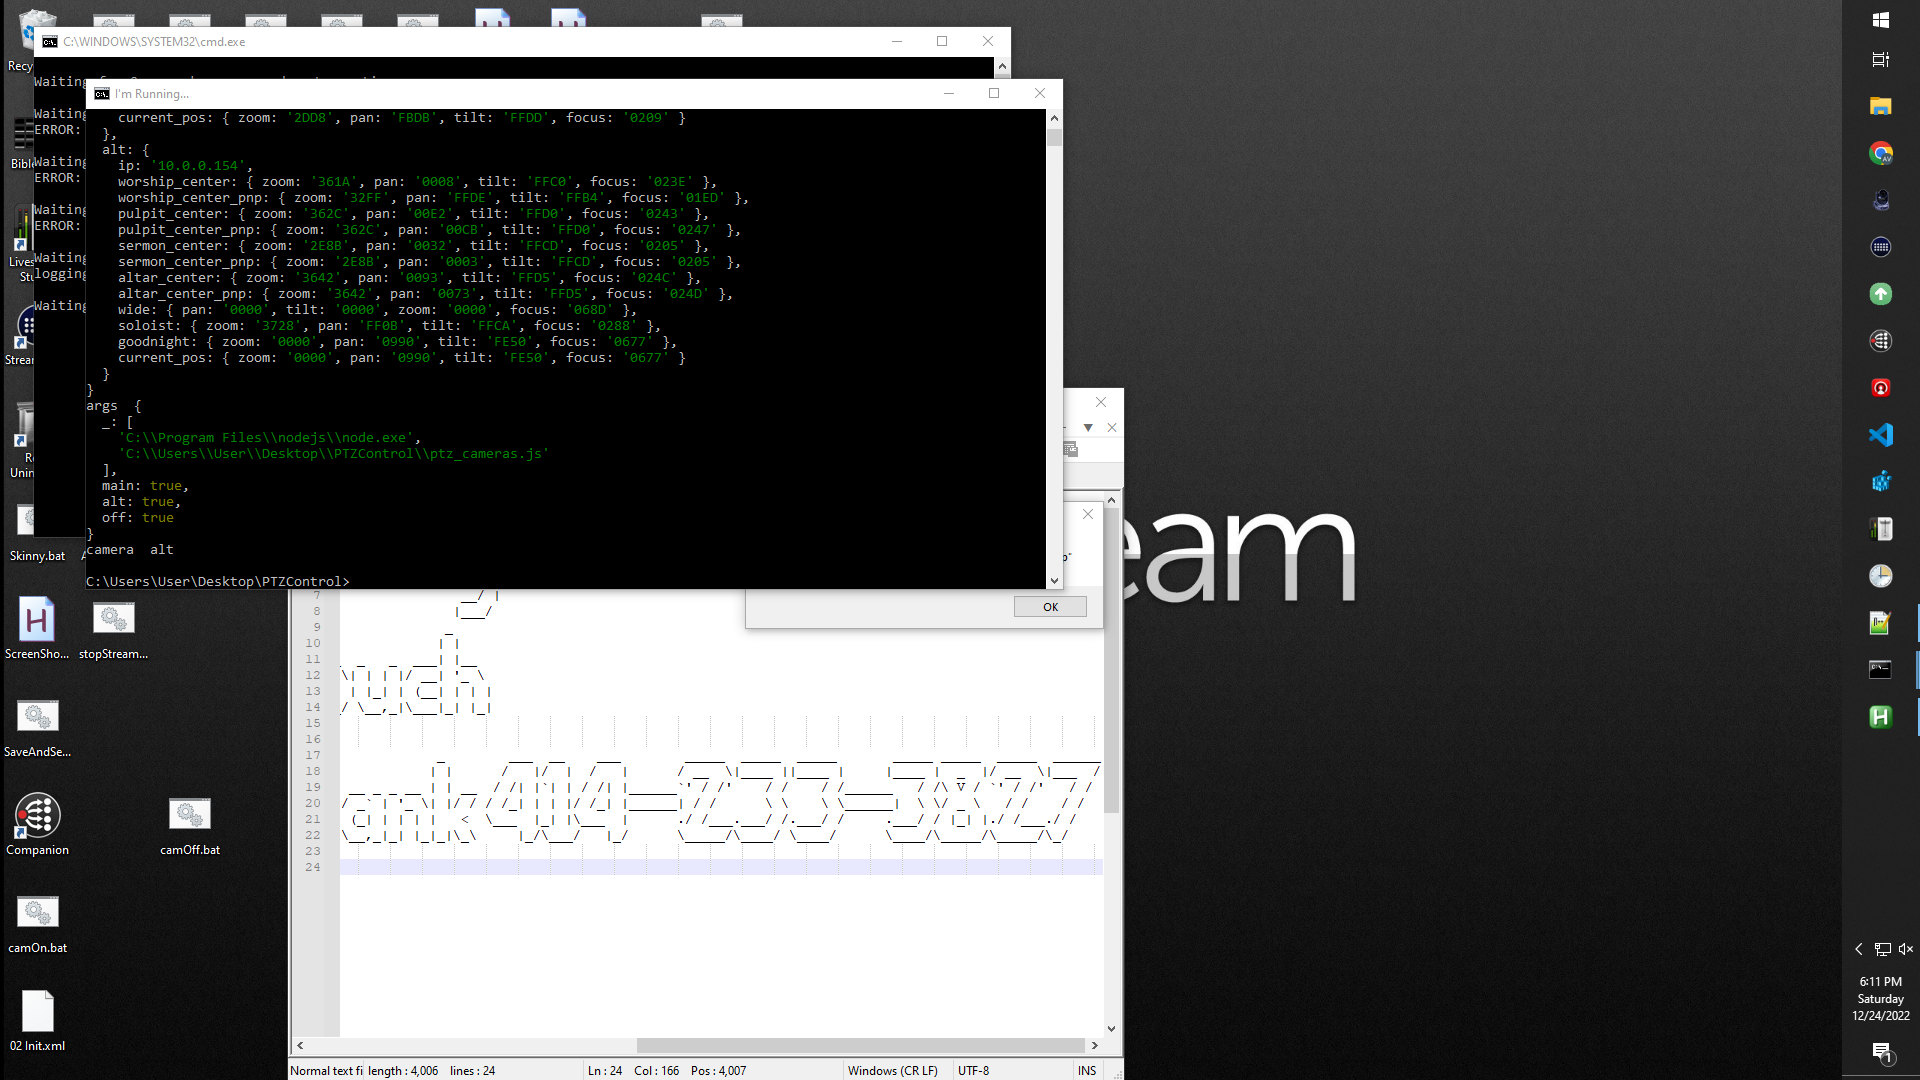 C:\WINDOWS\SYSTEM32\cmd.exe
Recy
Waiting
I'm Running...
Waiting
ERROR:
Waiting
ERROR:
Waiting
ERROR:
Waiting
logging
Waiting
current_pos: { zoom: '2DD8', pan: 'FBDB', tilt: 'FFDD', focus: '0209' }
},
alt: {
ip: '10.0.0.154',
worship_center: { zoom: '361A', pan: '0008', tilt: 'FFC0', focus: '023E' },
worship_center_pnp: { zoom: '32FF', pan: 'FFDE', tilt: 'FFB4', focus: '01ED' },
pulpit_center: { zoom: '362C', pan: '00E2', tilt: 'FFD0', focus: '0243' },
pulpit_center_pnp: { zoom: '362C', pan: '00CB', tilt: 'FFD0', focus: '0247' },
sermon_center: { zoom: '2E8B', pan: '0032', tilt: 'FFCD', focus: '0205' },
sermon_center_pnp: { zoom: '2E8B', pan: '0003', tilt: 'FFCD', focus: '0205' },
altar_center: { zoom: '3642', pan: '0093', tilt: 'FFD5', focus: '024C' },
altar_center_pnp: { zoom: '3642', pan: '0073', tilt: 'FFD5', focus: '024D' },
wide: { pan: '0000', tilt: '0000', zoom: '0000', focus: '068D' },
soloist: { zoom: '3728', pan: 'FF0B', tilt: 'FFCA', focus: '0288' },
goodnight: { zoom: '0000', pan: '0990', tilt: 'FE50', focus: '0677' },
current_pos: { zoom: '0000', pan: '0990', tilt: 'FE50', focus: '0677' }
}
}
args  {
_: [
'C:\\Program Files\\nodejs\\node.exe',
'C:\\Users\\User\\Desktop\\PTZControl\\ptz_cameras.js'
],
main: true,
alt: true,
off: true
}
camera  alt
C:\Users\User\Desktop\PTZControl>
Bibl
Lives
Stu
Strear
Re
Unin
Skinny.bat
ScreenSho...
stopStream...
SaveAndSe...
Companion
camOff.bat
camOn.bat
02 Init.xml
eam
OK
7
8
9
10
11
12
13
14
15
16
17
18
19
20
21
22
23
24
uch
ark 404-233-3827
Normal text fi
length : 4,006    lines : 24
Ln : 24    Col : 166    Pos : 4,007
Windows (CR LF)
UTF-8
INS
6:11 PM
Saturday
12/24/2022
1